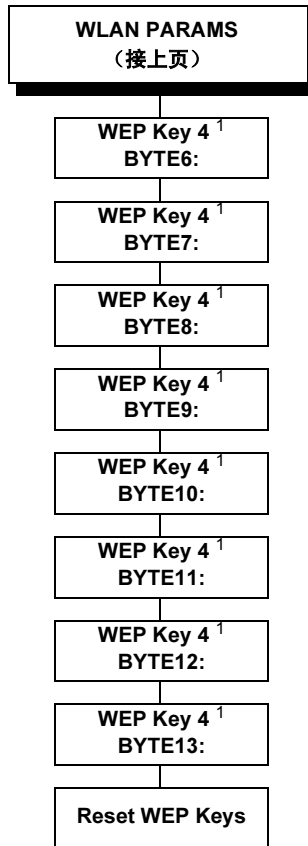 WLAN PARAMS
（接上页）
WEP Key 4 1
BYTE6:
WEP Key 4 1
BYTE7:
WEP Key 4 1
BYTE8:
WEP Key 4 1
BYTE9:
WEP Key 4 1
BYTE10:
WEP Key 4 1
BYTE11:
WEP Key 4 1
BYTE12:
WEP Key 4 1
BYTE13:
Reset WEP Keys